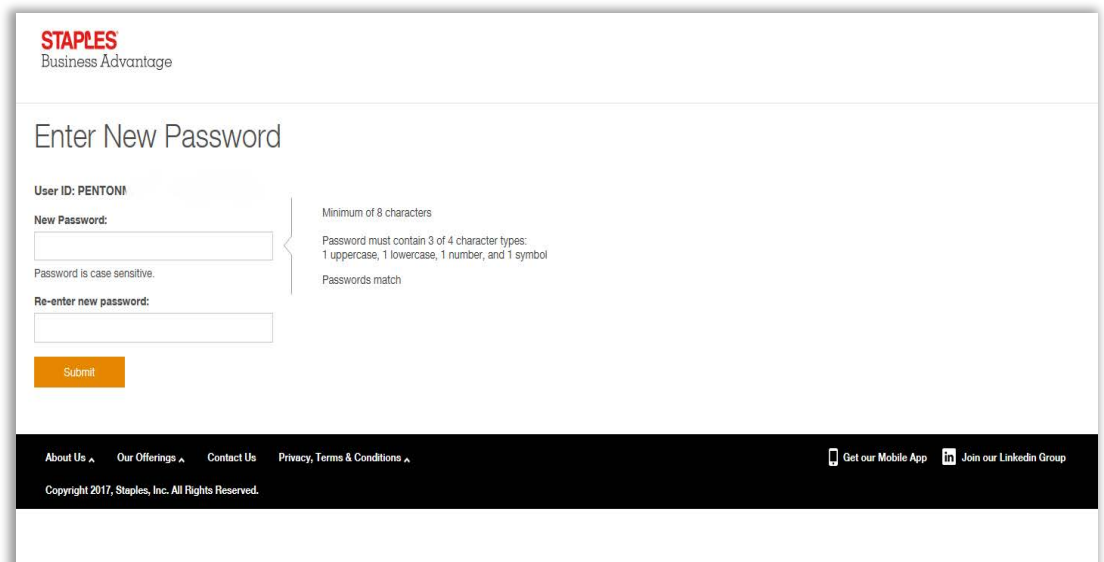 STAPLES
Business Advantage
Enter New Password
User ID: PENTON
New Password:
Minimum of 8 characters
Password must contain 3 of 4 character types:
1 uppercase, 1 lowercase, 1 number, and 1 symbol
Password is case sensitive.
Passwords match
Re-enter new password:
Submit
About Us Our Offerings Contact Us Privacy, Terms & Conditions Get our Mobile App in Join our Linkedin Group
Copyright 2017, Staples, Inc. All Rights Reserved.